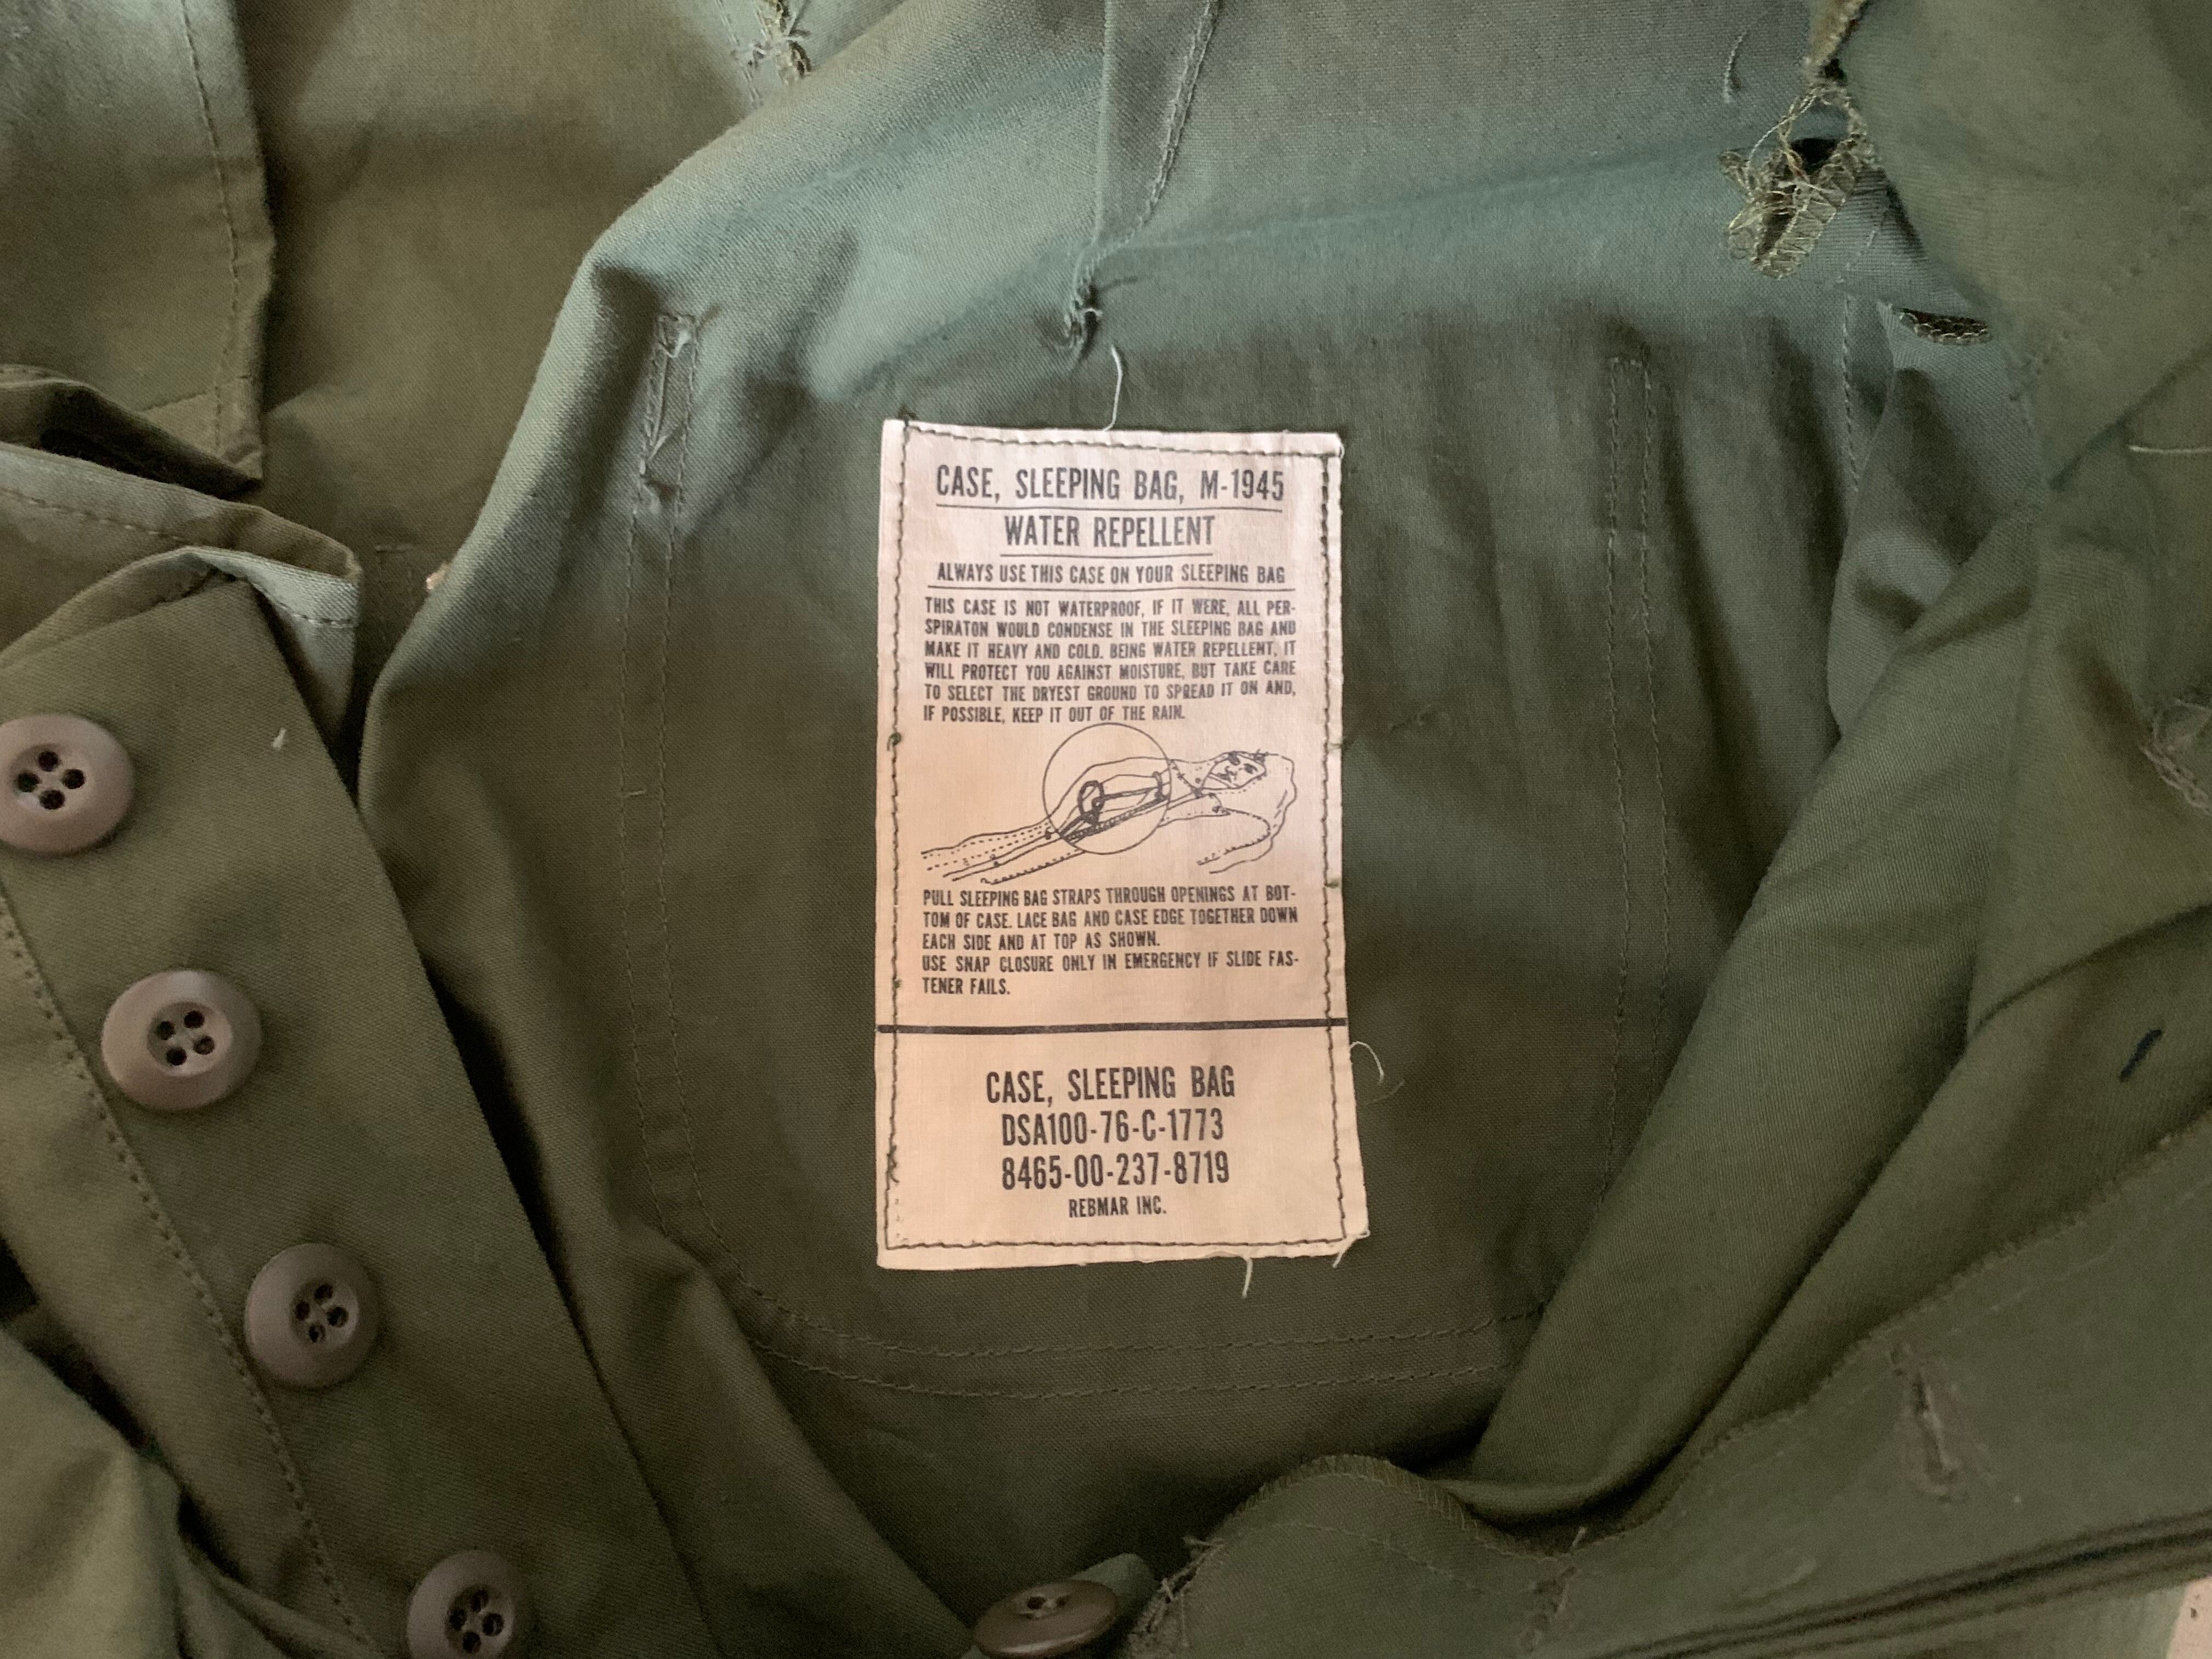 CASE, SLEEPING BAG, M-1945
WATER REPELLENT
ALWAYS USE THIS CASE ON YOUR SLEEPING BAG
THIS CASE IS NOT WATERPROOF, IF IT WERE, ALL PER-
SPIRATON WOULD CONDENSE IN THE SLEEPING BAG AND
MAKE IT HEAVY AND COLD. BEING WATER REPELLENT, IT
WILL PROTECT YOU AGAINST MOISTURE, BUT TAKE CARE
TO SELECT THE DRYEST GROUND TO SPREAD IT ON AND,
IF POSSIBLE, KEEP IT OUT OF THE RAIN.
PULL SLEEPING BAG STRAPS THROUGH OPENINGS AT BOT-
TOM OF CASE. LACE BAG AND CASE EDGE TOGETHER DOWN
EACH SIDE AND AT TOP AS SHOWN.
USE SNAP CLOSURE ONLY IN EMERGENCY IF SLIDE FAS-
TENER FAILS.
CASE, SLEEPING BAG
DSA100-76-C-1773
8465-00-237-8719
REBMAR INC.